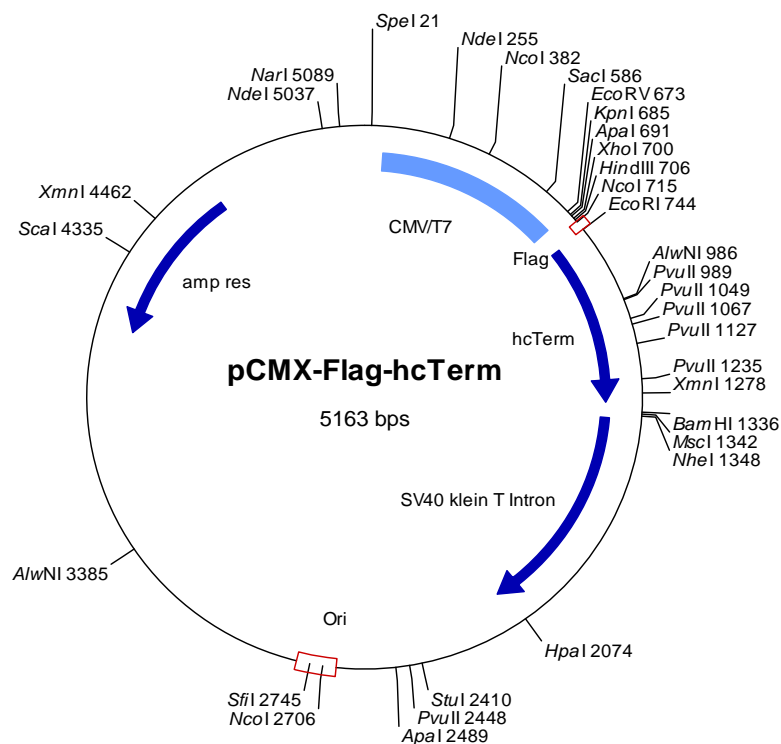 SpeI 21
NdeI 255
NcoI 382
SacI 586
EcoRV 673
KpnI 685
ApaI 691
XhoI 700
HindIII 706
NcoI 715
EcoRI 744
NarI 5089
NdeI 5037
XmnI 4462
ScaI 4335
CMV/T7
Flag
amp res
AlwNI 986
PvuII 989
PvuII 1049
PvuII 1067
PvuII 1127
hcTerm
pCMX-Flag-hcTerm
5163 bps
PvuII 1235
XmnI 1278
BamHI 1336
MscI 1342
NheI 1348
SV40 klein T Intron
AlwNI 3385
Ori
HpaI 2074
SfiI 2745
NcoI 2706
StuI 2410
PvuII 2448
ApaI 2489